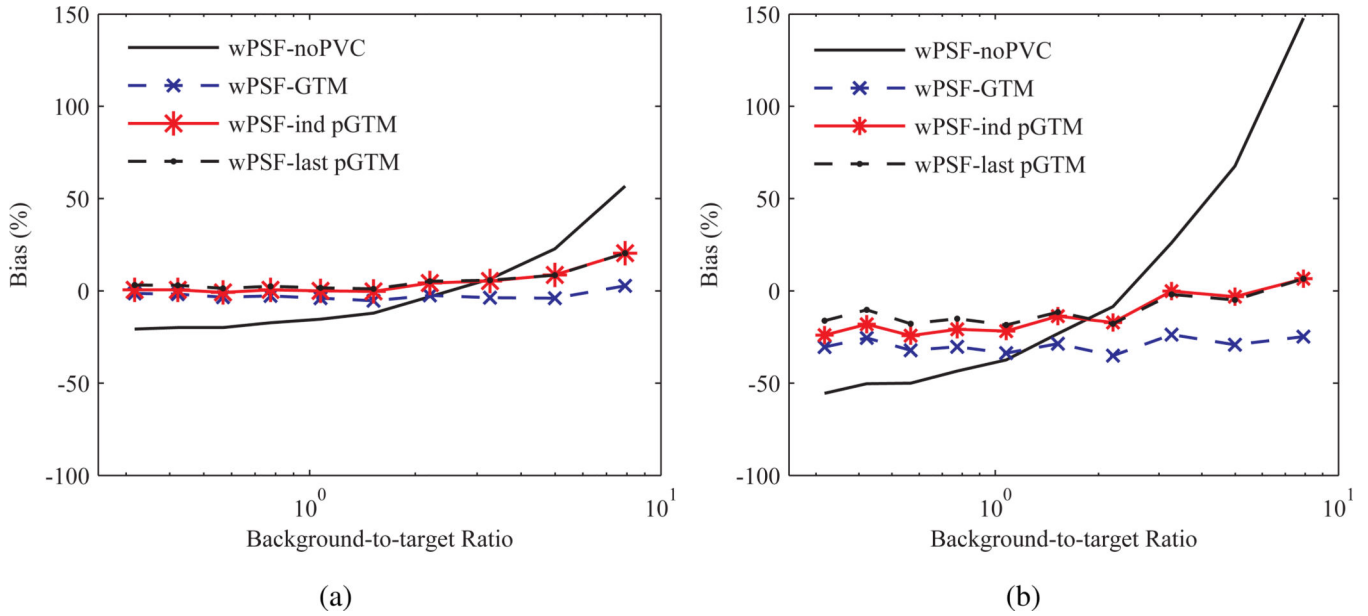 150
100
50
0
-50
-100
Bias (%)
wPSF-noPVC
wPSF-GTM
wPSF-ind pGTM
wPSF-last pGTM
10^0
10^1
Background-to-target Ratio
(a)
150
100
50
0
-50
-100
Bias (%)
wPSF-noPVC
wPSF-GTM
wPSF-ind pGTM
wPSF-last pGTM
10^0
10^1
Background-to-target Ratio
(b)